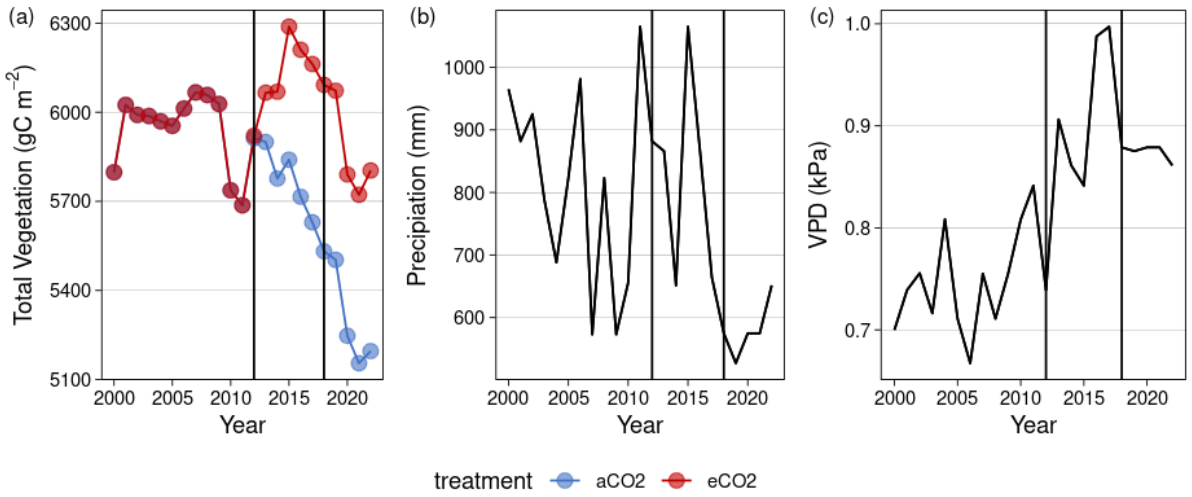 (a)
Total Vegetation (gC m−2)
6300
6000
5700
5400
5100
2000 2005 2010 2015 2020
Year
(b)
Precipiation (mm)
1000
900
800
700
600
2000 2005 2010 2015 2020
Year
(c)
VPD (kPa)
1.0
0.9
0.8
0.7
2000 2005 2010 2015 2020
Year
treatment aCO2 eCO2